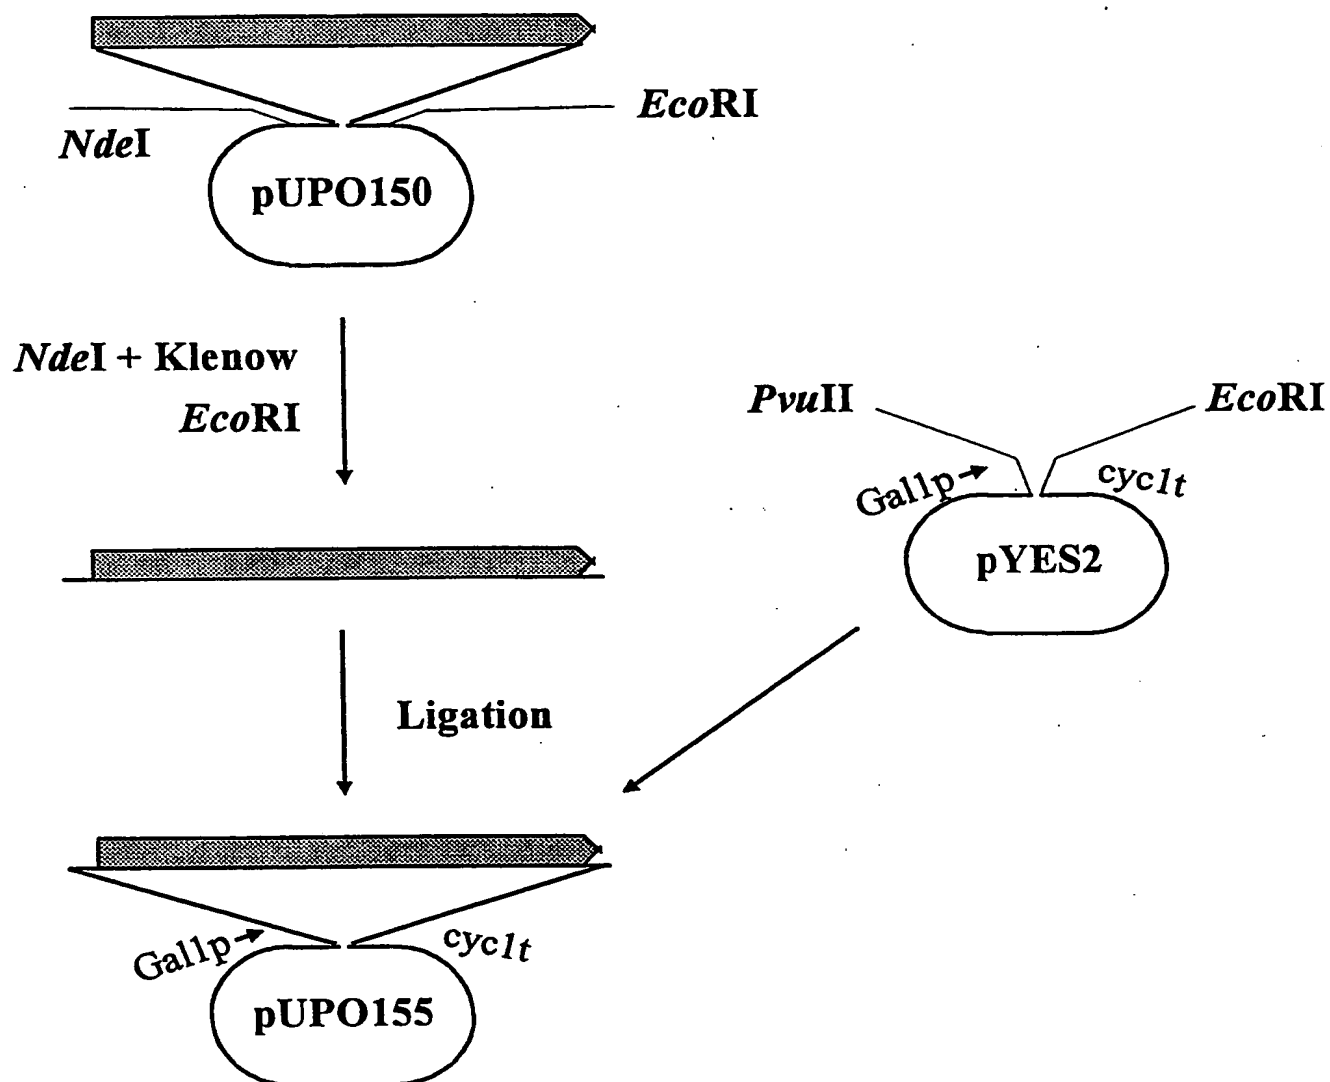 EcoRI
NdeI
pUPO150
NdeI + Klenow
EcoRI
PvuII
EcoRI
Gal1p
cyc1t
pYES2
Ligation
Gal1p
cyc1t
pUPO155